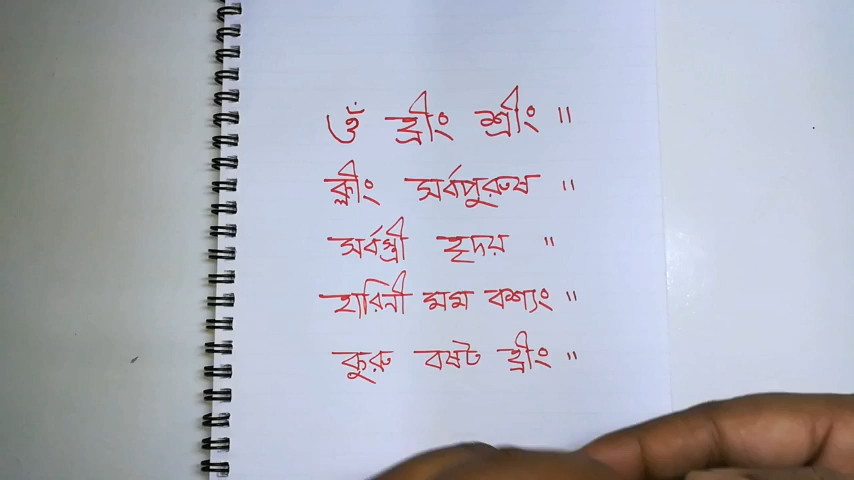 ওঁ হ্রীং শ্রীং ॥
ক্লীং সর্বপুরুষ ॥
সর্বস্ত্রী হৃদয় ॥
হারিনী মম বশ্যং ॥
কুরু বষট হ্রীং ॥